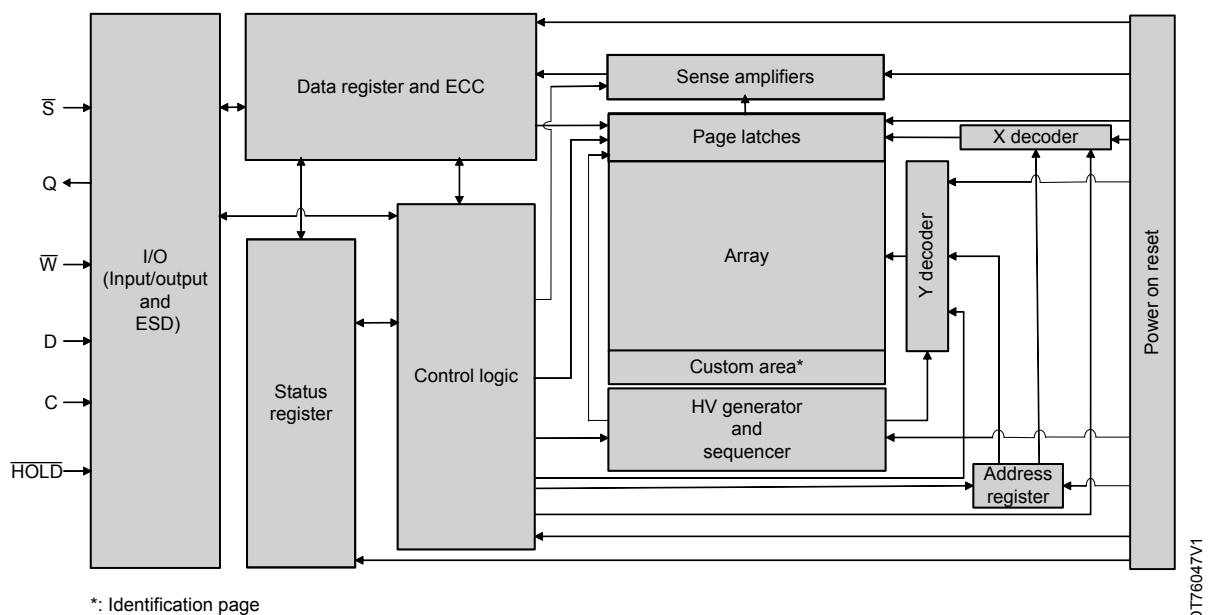 Data register and ECC
Sense amplifiers
S̅
Page latches
X decoder
Q
I/O
(Input/output
and
ESD)
W̅
Array
Y decoder
Power on reset
D
Custom area*
Control logic
Status
register
C
HV generator
and
sequencer
H̅O̅L̅D̅
Address
register
*: Identification page
DT76047V1